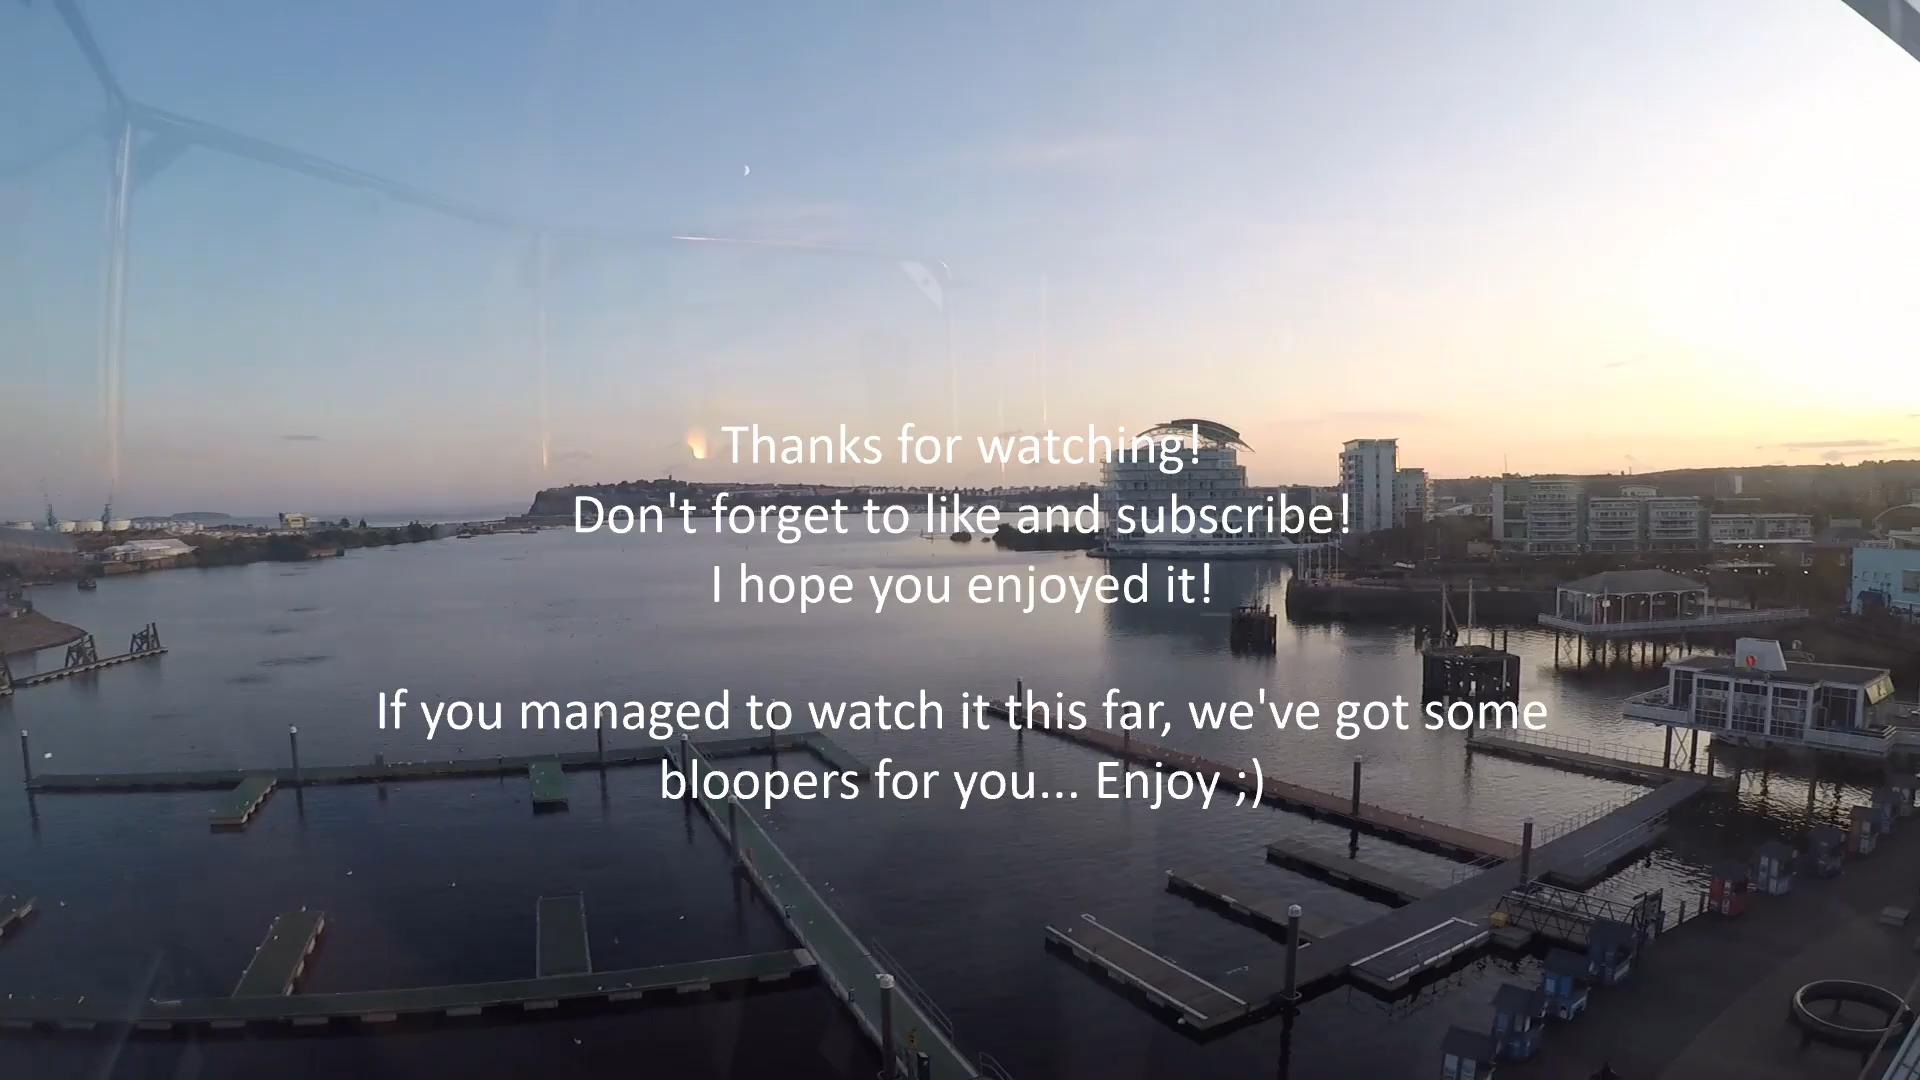 Thanks for watching!
Don't forget to like and subscribe!
I hope you enjoyed it!
If you managed to watch it this far, we've got some
bloopers for you... Enjoy ;)